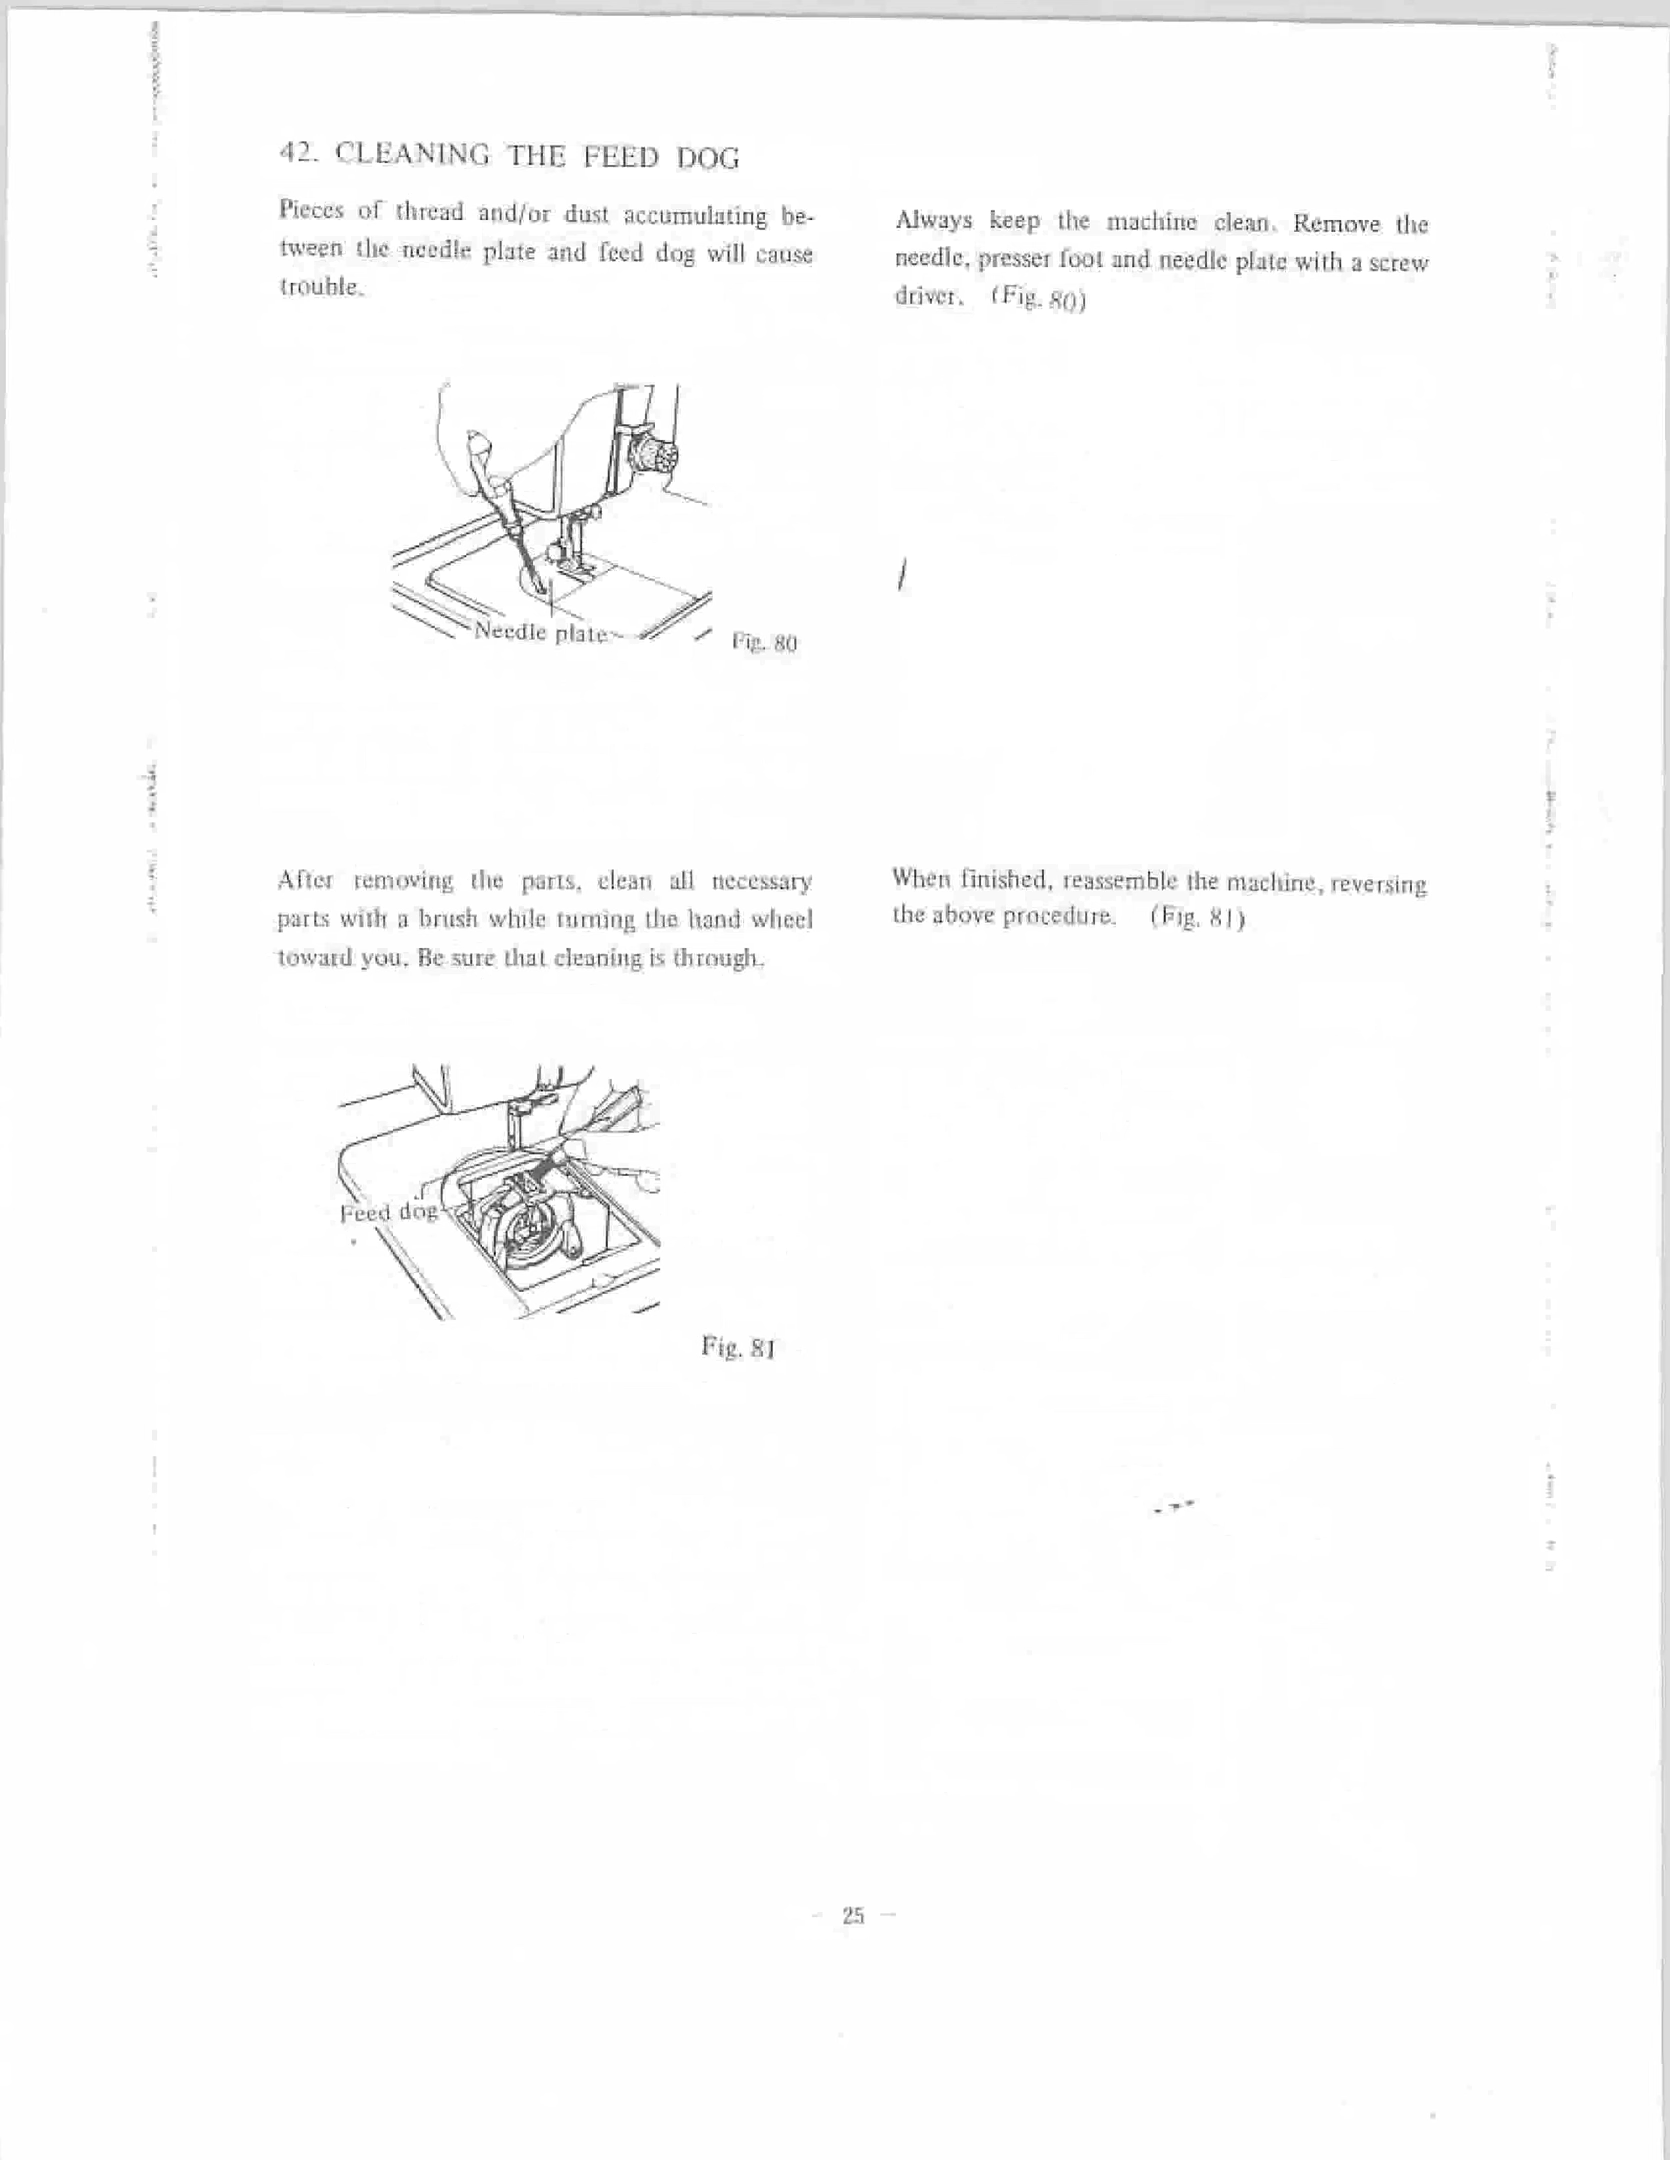 42. CLEANING THE FEED DOG
Pieces of thread and/or dust accumulating be-
tween the needle plate and feed dog will cause
trouble.
Always keep the machine clean. Remove the
needle, presser foot and needle plate with a screw
driver. (Fig. 80)
Needle plate
Fig. 80
After removing the parts, clean all necessary
parts with a brush while turning the hand wheel
toward you. Be sure that cleaning is through.
When finished, reassemble the machine, reversing
the above procedure. (Fig. 81)
Feed dog
Fig. 81
- 25 -